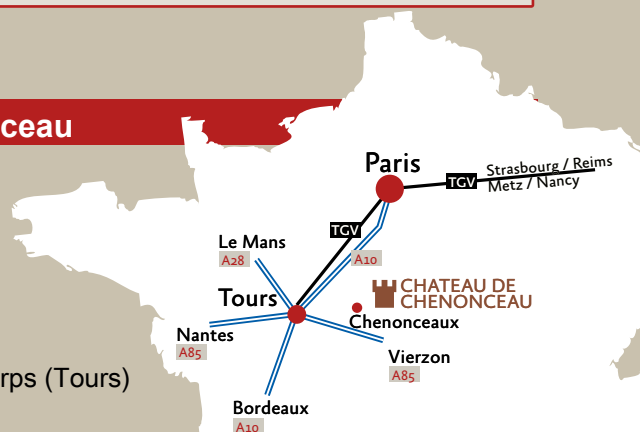 ceau
Paris
Strasbourg / Reims
TGV
Metz / Nancy
TGV
Le Mans
A28
A10
CHATEAU DE
CHENONCEAU
Tours
Chenonceaux
Nantes
A85
Vierzon
A85
rps (Tours)
Bordeaux
A10